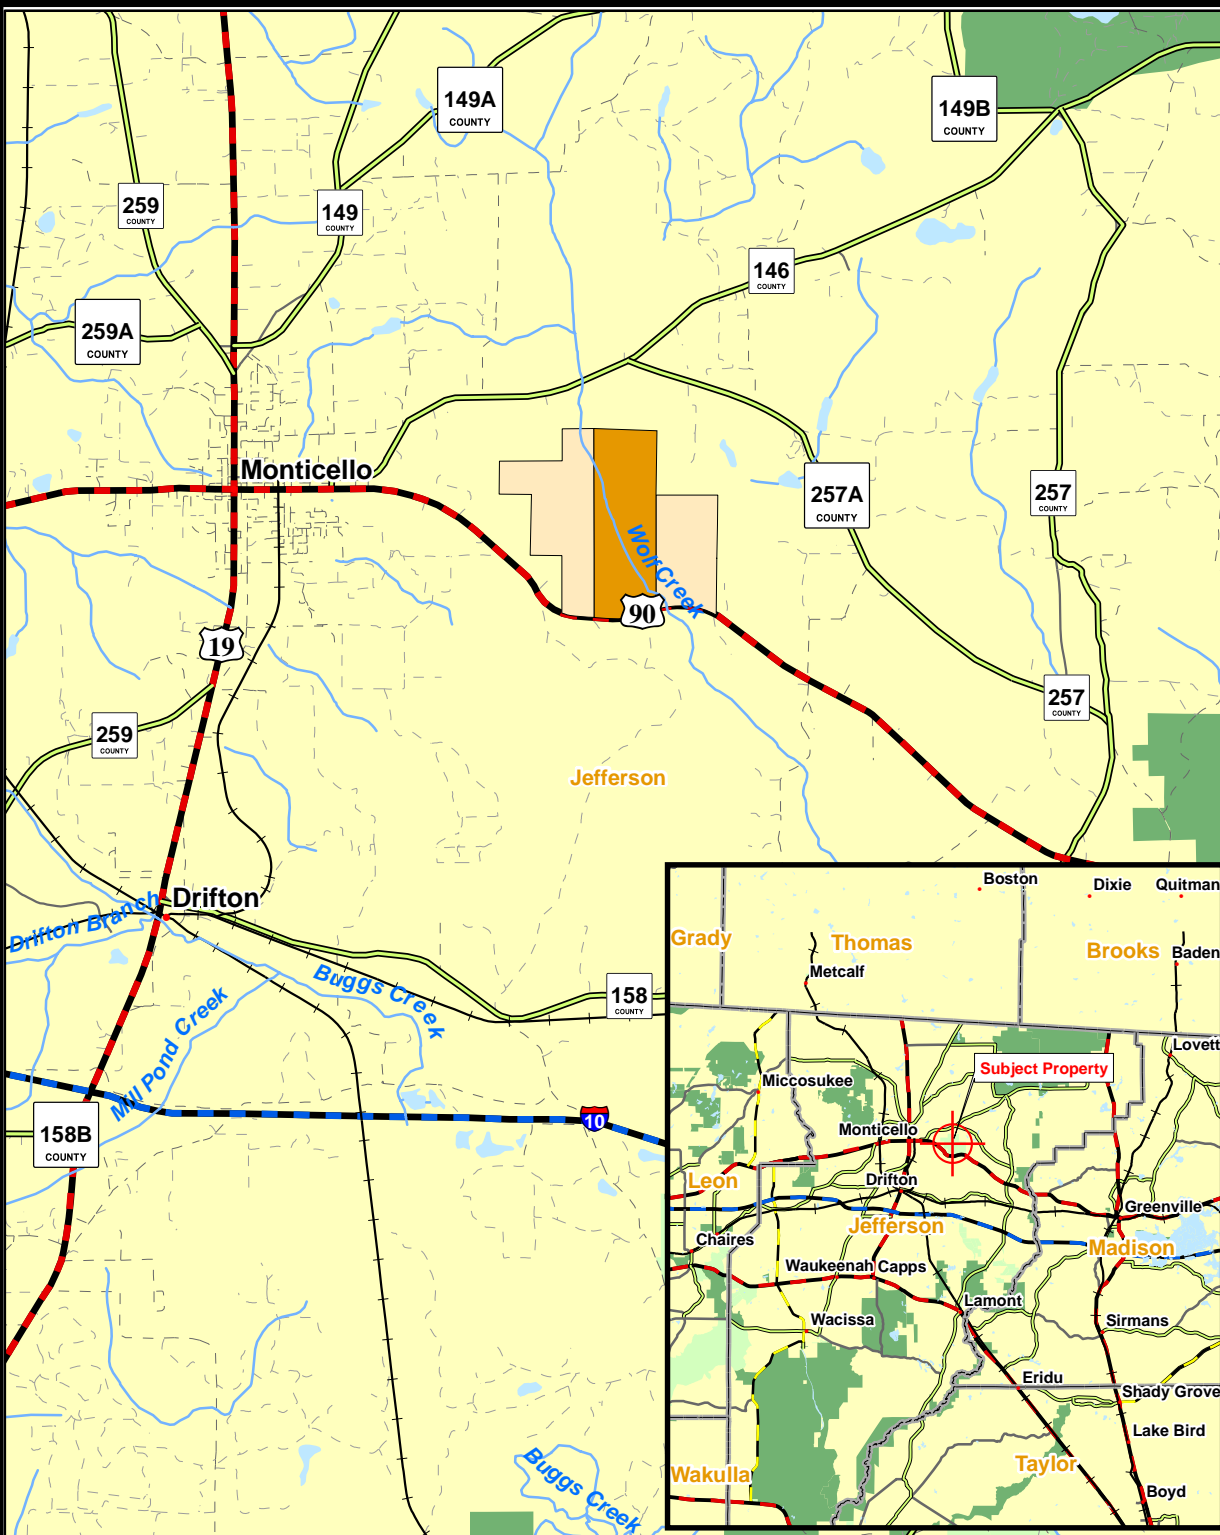 149A
COUNTY
149B
COUNTY
259
COUNTY
149
COUNTY
146
COUNTY
259A
COUNTY
Monticello
257A
COUNTY
257
COUNTY
Wolf Creek
90
19
257
COUNTY
259
COUNTY
Jefferson
Drifton
Drifton Branch
Buggs Creek
158
COUNTY
Mill Pond Creek
10
158B
COUNTY
Buggs Creek
Boston
Dixie
Quitman
Grady
Thomas
Brooks
Baden
Metcalf
Lovett
Subject Property
Miccosukee
Monticello
Leon
Drifton
Greenville
Jefferson
Chaires
Madison
Waukeenah
Capps
Lamont
Wacissa
Sirmans
Eridu
Shady Grove
Lake Bird
Wakulla
Taylor
Boyd